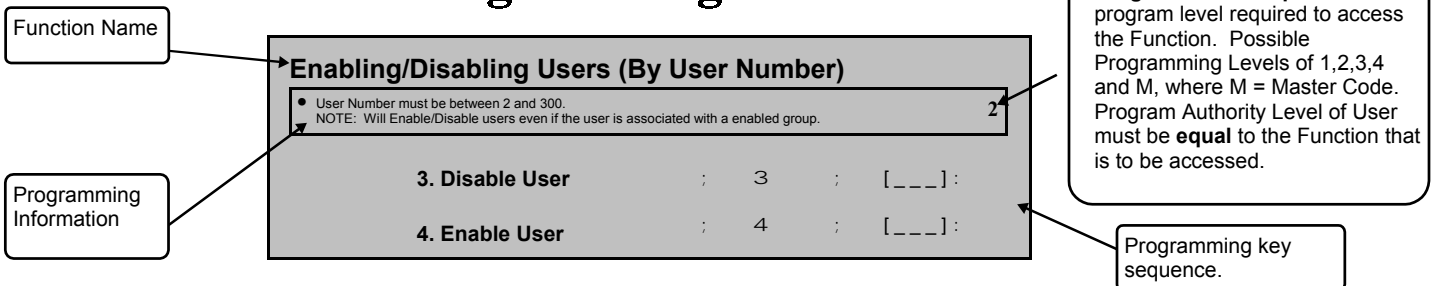 Function Name
Enabling/Disabling Users (By User Number)
• User Number must be between 2 and 300.
NOTE: Will Enable/Disable users even if the user is associated with a enabled group.
2
3. Disable User ; 3 ; [___]:
4. Enable User ; 4 ; [___]:
Programming
Information
program level required to access
the Function. Possible
Programming Levels of 1,2,3,4
and M, where M = Master Code.
Program Authority Level of User
must be equal to the Function that
is to be accessed.
Programming key
sequence.